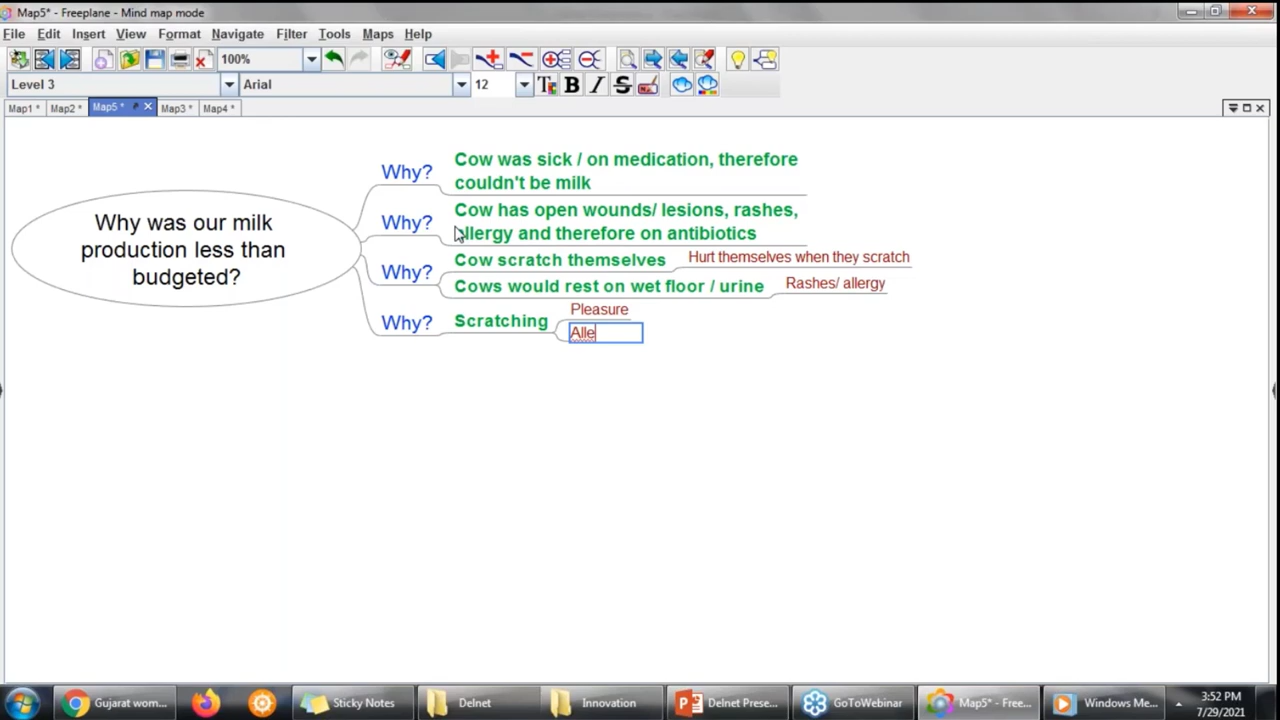 Map5* - Freeplane - Mind map mode
File Edit Insert View Format Navigate Filter Tools Maps Help
100%
Level 3 Arial 12
Map1 * Map2 * Map5 * Map3 * Map4 *
Why was our milk
production less than
budgeted?
Why?
Cow was sick / on medication, therefore
couldn't be milk
Why?
Cow has open wounds/ lesions, rashes,
allergy and therefore on antibiotics
Why?
Cow scratch themselves
Hurt themselves when they scratch
Cows would rest on wet floor / urine
Rashes/ allergy
Why?
Scratching
Pleasure
Alle
Gujarat wom... Sticky Notes Delnet Innovation Delnet Prese... GoToWebinar Map5* - Free... Windows Me...
3:52 PM
7/29/2021